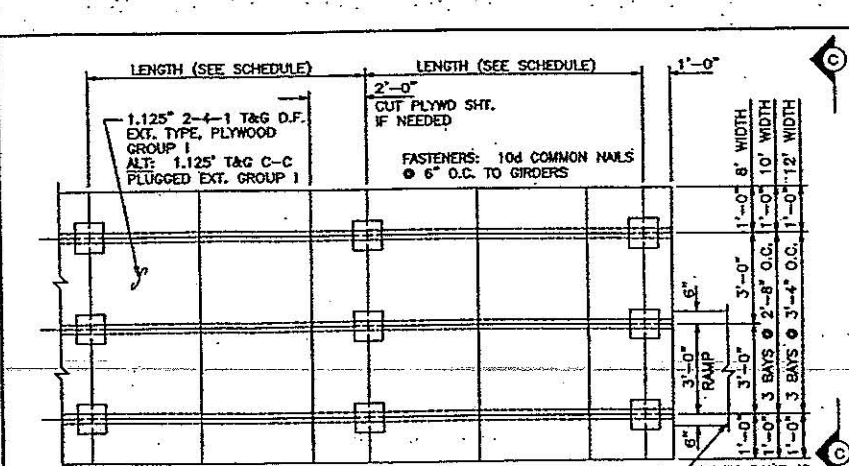 LENGTH (SEE SCHEDULE)
LENGTH (SEE SCHEDULE)
1'-0"
C
1.125" 2-4-1 T&G D.F.
EXT. TYPE, PLYWOOD
GROUP 1
ALT: 1.125" T&G C-C
PLUGGED EXT. GROUP 1
2'-0"
CUT PLYWD SHT.
IF NEEDED
FASTENERS: 10d COMMON NAILS
@ 6" O.C. TO GIRDERS
6"
3'-0"
RAMP
6"
1'-0" 3'-0" 3'-0" 1'-0" 8' WIDTH
1'-0" 3 BAYS @ 2'-8" O.C. 1'-0" 10' WIDTH
1'-0" 3 BAYS @ 3'-4" O.C. 1'-0" 12' WIDTH
C